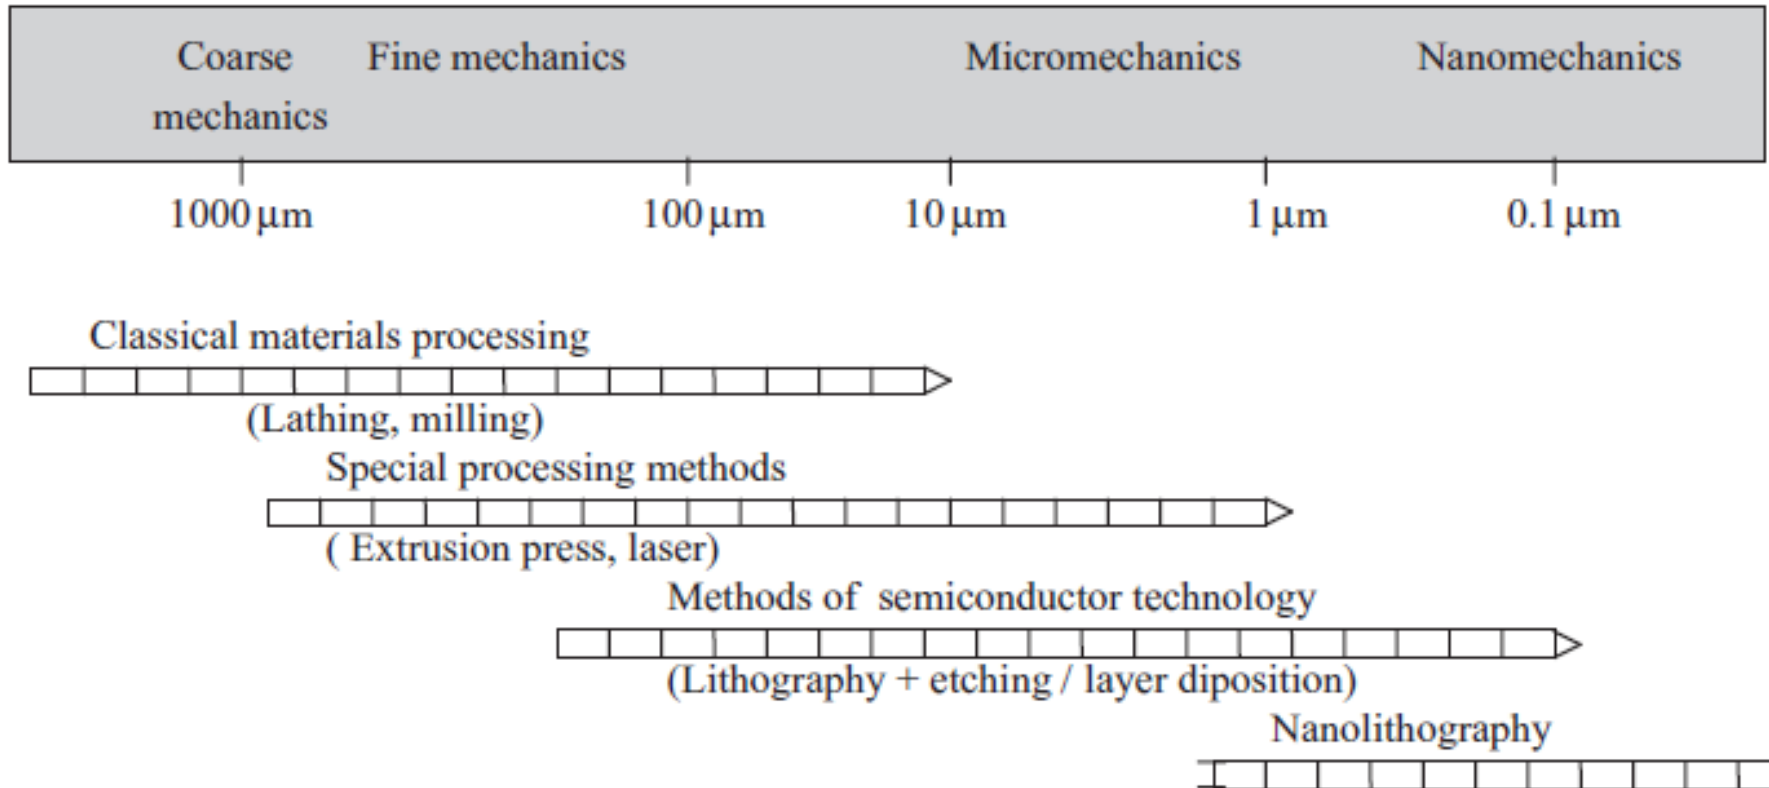 Coarse Fine mechanics Micromechanics Nanomechanics
mechanics
1000 μm 100 μm 10 μm 1 μm 0.1 μm
Classical materials processing
(Lathing, milling)
Special processing methods
( Extrusion press, laser)
Methods of semiconductor technology
(Lithography + etching / layer diposition)
Nanolithography